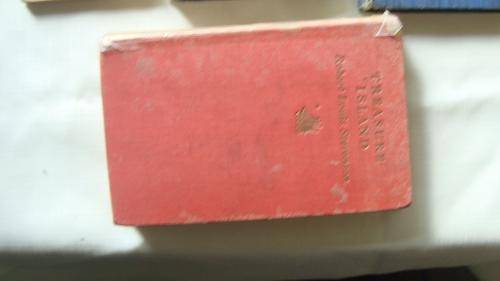 TREASURE
ISLAND
Robert Louis Stevenson